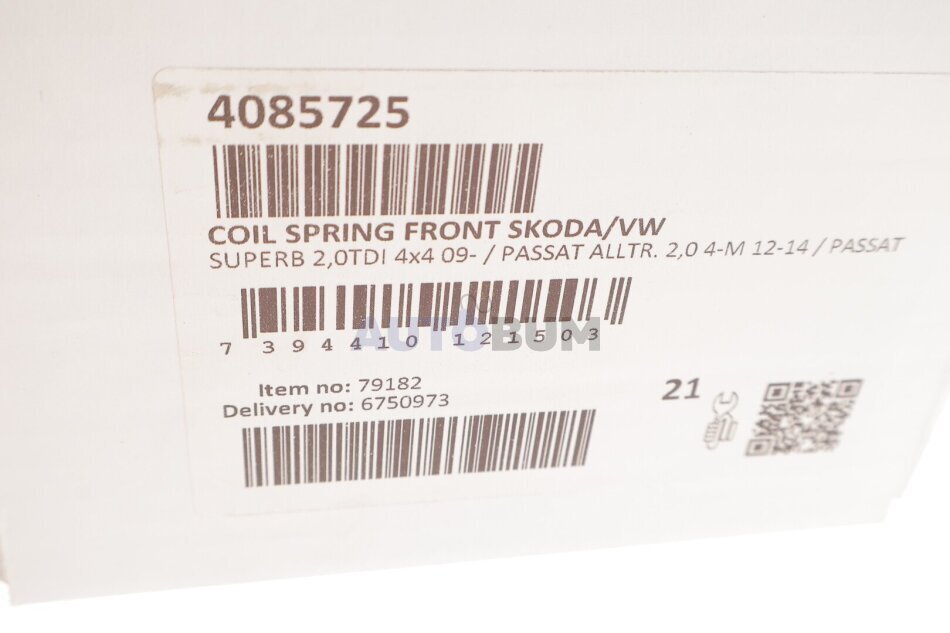 4085725
COIL SPRING FRONT SKODA/VW
SUPERB 2,0TDI 4x4 09- / PASSAT ALLTR. 2,0 4-M 12-14 / PASSAT
7 394410 121503
AUTOBUM
Item no: 79182
Delivery no: 6750973
21